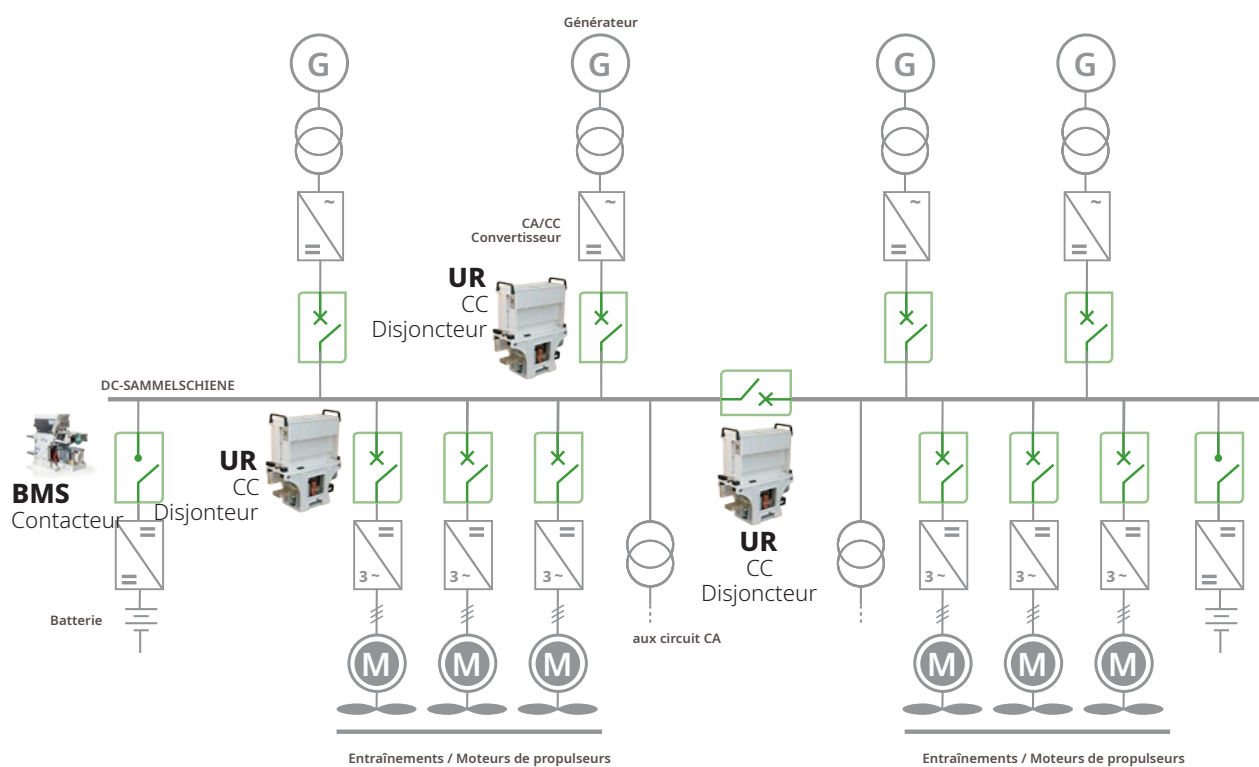 Générateur
G
G
G
G
~
~
~
~
CA/CC
Convertisseur
UR
CC
Disjoncteur
DC-SAMMELSCHIENE
BMS
Contacteur
UR
CC
Disjonteur
UR
CC
Disjoncteur
3 ~
3 ~
3 ~
3 ~
3 ~
3 ~
Batterie
aux circuit CA
M
M
M
M
M
M
Entraînements / Moteurs de propulseurs
Entraînements / Moteurs de propulseurs